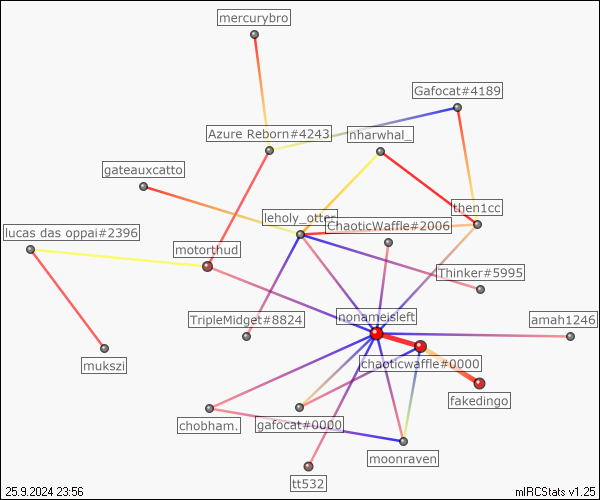 mercurybro
Gafocat#4189
Azure Reborn#4243
nharwhal_
gateauxcatto
then1cc
leholy_otter
ChaoticWaffle#2006
lucas das oppai#2396
motorthud
Thinker#5995
nonameisleft
TripleMidget#8824
amah1246
mukszi
chaoticwaffle#0000
fakedingo
chobham.
gafocat#0000
moonraven
tt532
25.9.2024 23:56
mIRCStats v1.25